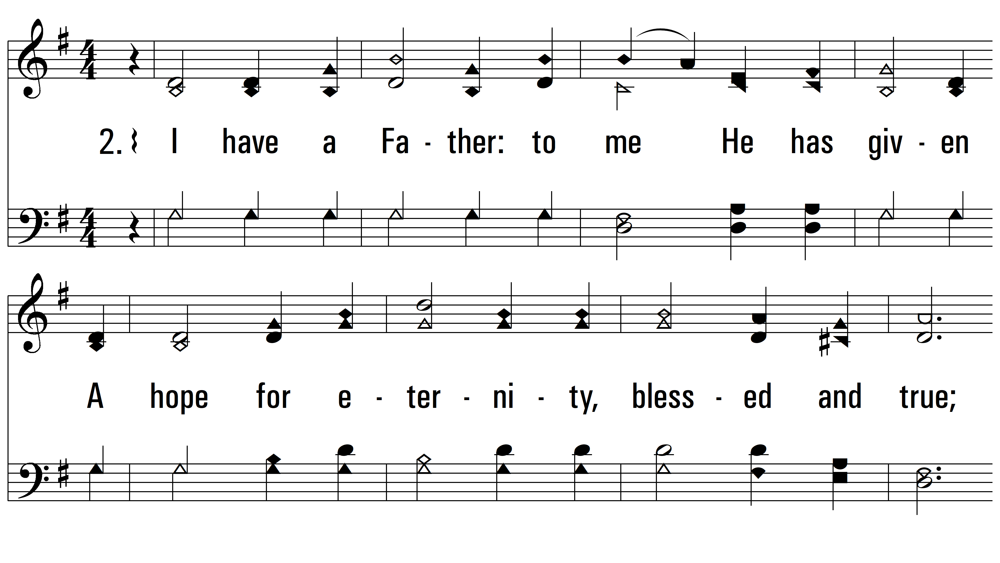 2. I have a Fa - ther: to me He has giv - en
A hope for e - ter - ni - ty, bless - ed and true;